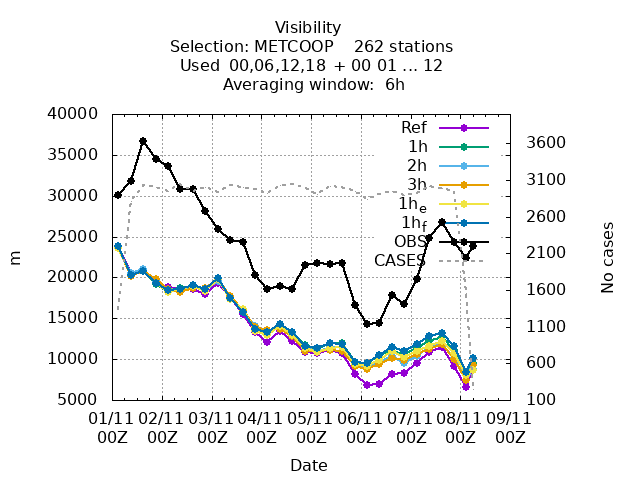 Visibility
Selection: METCOOP 262 stations
Used 00,06,12,18 + 00 01 ... 12
Averaging window: 6h
40000
35000
30000
25000
20000
15000
10000
5000
m
Ref
1h
2h
3h
1he
1hf
OBS
CASES
3600
3100
2600
2100
1600
1100
600
100
No cases
01/11 02/11 03/11 04/11 05/11 06/11 07/11 08/11 09/11
00Z 00Z 00Z 00Z 00Z 00Z 00Z 00Z 00Z
Date